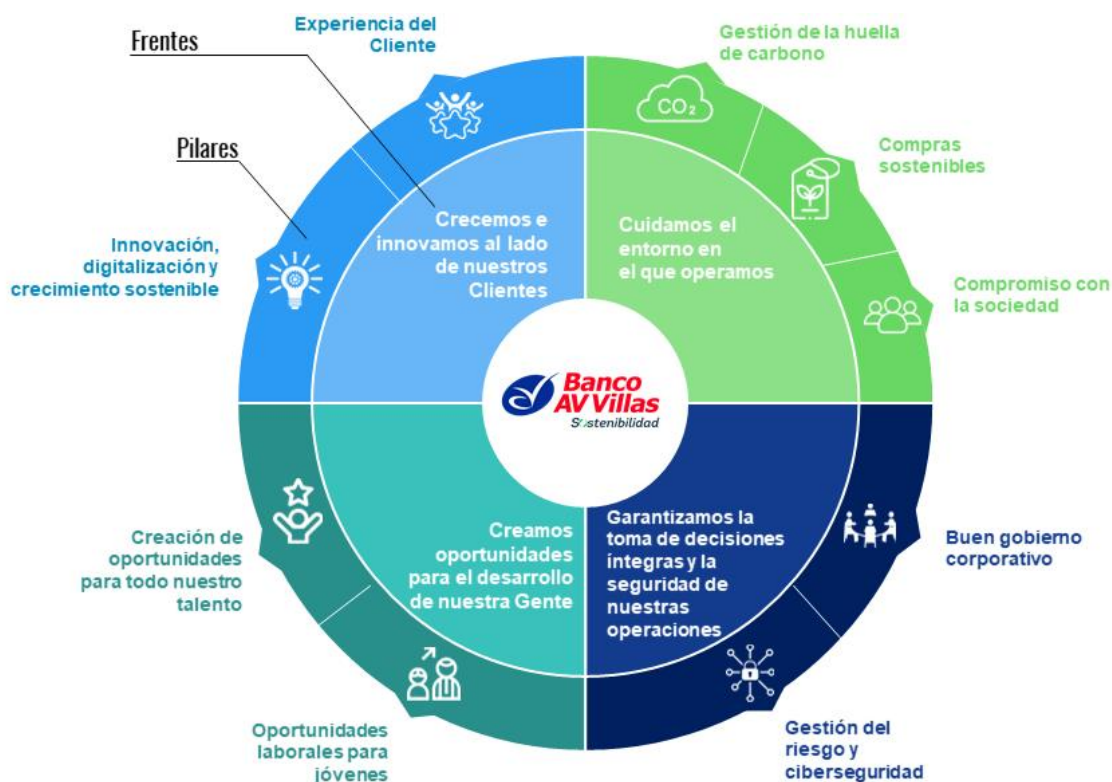 Frentes
Pilares
Experiencia del
Cliente
Innovación,
digitalización y
crecimiento sostenible
Crecemos e
innovamos al lado
de nuestros
Clientes
Gestión de la huella
de carbono
CO₂
Compras
sostenibles
Compromiso con
la sociedad
Cuidamos el
entorno en
el que operamos
Banco
AV Villas
Sostenibilidad
Creación de
oportunidades
para todo nuestro
talento
Oportunidades
laborales para
jóvenes
Creamos
oportunidades
para el desarrollo
de nuestra Gente
Garantizamos la
toma de decisiones
íntegras y la
seguridad de
nuestras
operaciones
Buen gobierno
corporativo
Gestión del
riesgo y
ciberseguridad